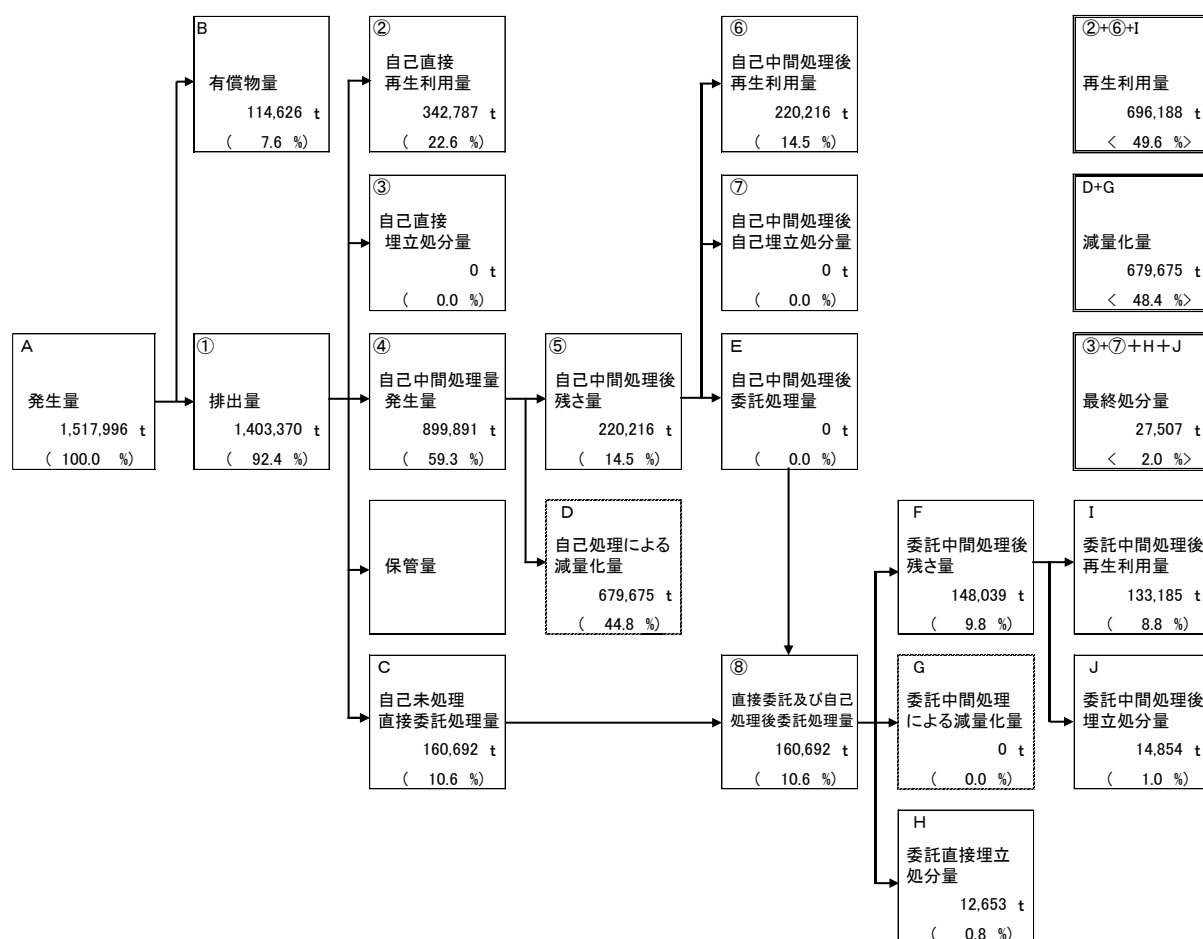 B
有償物量
114,626 t
( 7.6 %)
②
自己直接
再生利用量
342,787 t
( 22.6 %)
⑥
自己中間処理後
再生利用量
220,216 t
( 14.5 %)
②+⑥+I
再生利用量
696,188 t
< 49.6 %>
③
自己直接
埋立処分量
0 t
( 0.0 %)
⑦
自己中間処理後
自己埋立処分量
0 t
( 0.0 %)
D+G
減量化量
679,675 t
< 48.4 %>
A
発生量
1,517,996 t
( 100.0 %)
①
排出量
1,403,370 t
( 92.4 %)
④
自己中間処理量
発生量
899,891 t
( 59.3 %)
⑤
自己中間処理後
残さ量
220,216 t
( 14.5 %)
E
自己中間処理後
委託処理量
0 t
( 0.0 %)
③+⑦+H+J
最終処分量
27,507 t
< 2.0 %>
保管量
D
自己処理による
減量化量
679,675 t
( 44.8 %)
F
委託中間処理後
残さ量
148,039 t
( 9.8 %)
I
委託中間処理後
再生利用量
133,185 t
( 8.8 %)
C
自己未処理
直接委託処理量
160,692 t
( 10.6 %)
⑧
直接委託及び自己
処理後委託処理量
160,692 t
( 10.6 %)
G
委託中間処理
による減量化量
0 t
( 0.0 %)
J
委託中間処理後
埋立処分量
14,854 t
( 1.0 %)
H
委託直接埋立
処分量
12,653 t
( 0.8 %)